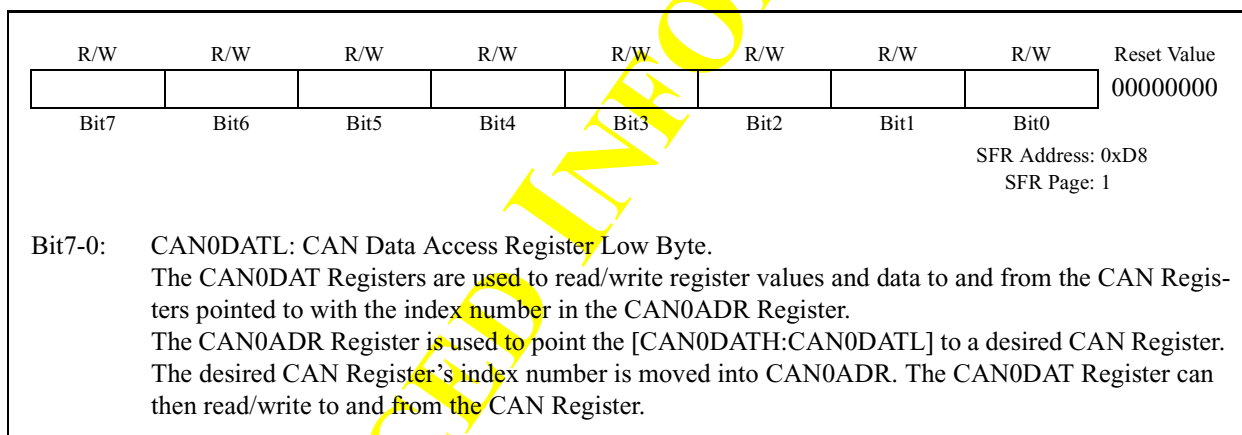 R/W R/W R/W R/W R/W R/W R/W R/W Reset Value
00000000
Bit7 Bit6 Bit5 Bit4 Bit3 Bit2 Bit1 Bit0
SFR Address: 0xD8
SFR Page: 1
Bit7-0: CAN0DATL: CAN Data Access Register Low Byte.
The CAN0DAT Registers are used to read/write register values and data to and from the CAN Regis-
ters pointed to with the index number in the CAN0ADR Register.
The CAN0ADR Register is used to point the [CAN0DATH:CAN0DATL] to a desired CAN Register.
The desired CAN Register’s index number is moved into CAN0ADR. The CAN0DAT Register can
then read/write to and from the CAN Register.
CED INFO